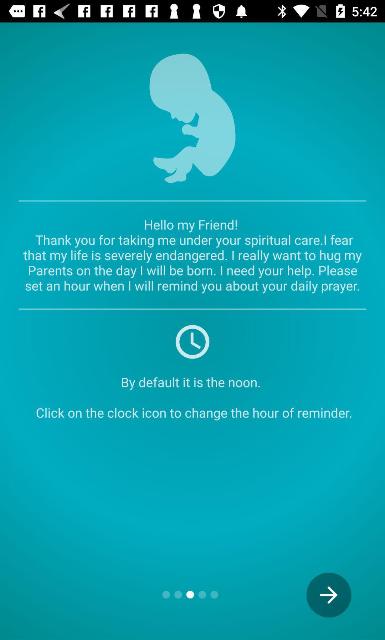 5:42
Hello my Friend!
Thank you for taking me under your spiritual care.I fear
that my life is severely endangered. I really want to hug my
Parents on the day I will be born. I need your help. Please
set an hour when I will remind you about your daily prayer.
By default it is the noon.
Click on the clock icon to change the hour of reminder.